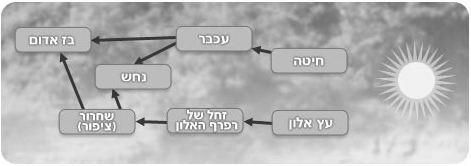 עכבר
בז אדום
חיטה
נחש
שחרור
(ציפור)
זחל של
רפרף האלון
עץ אלון